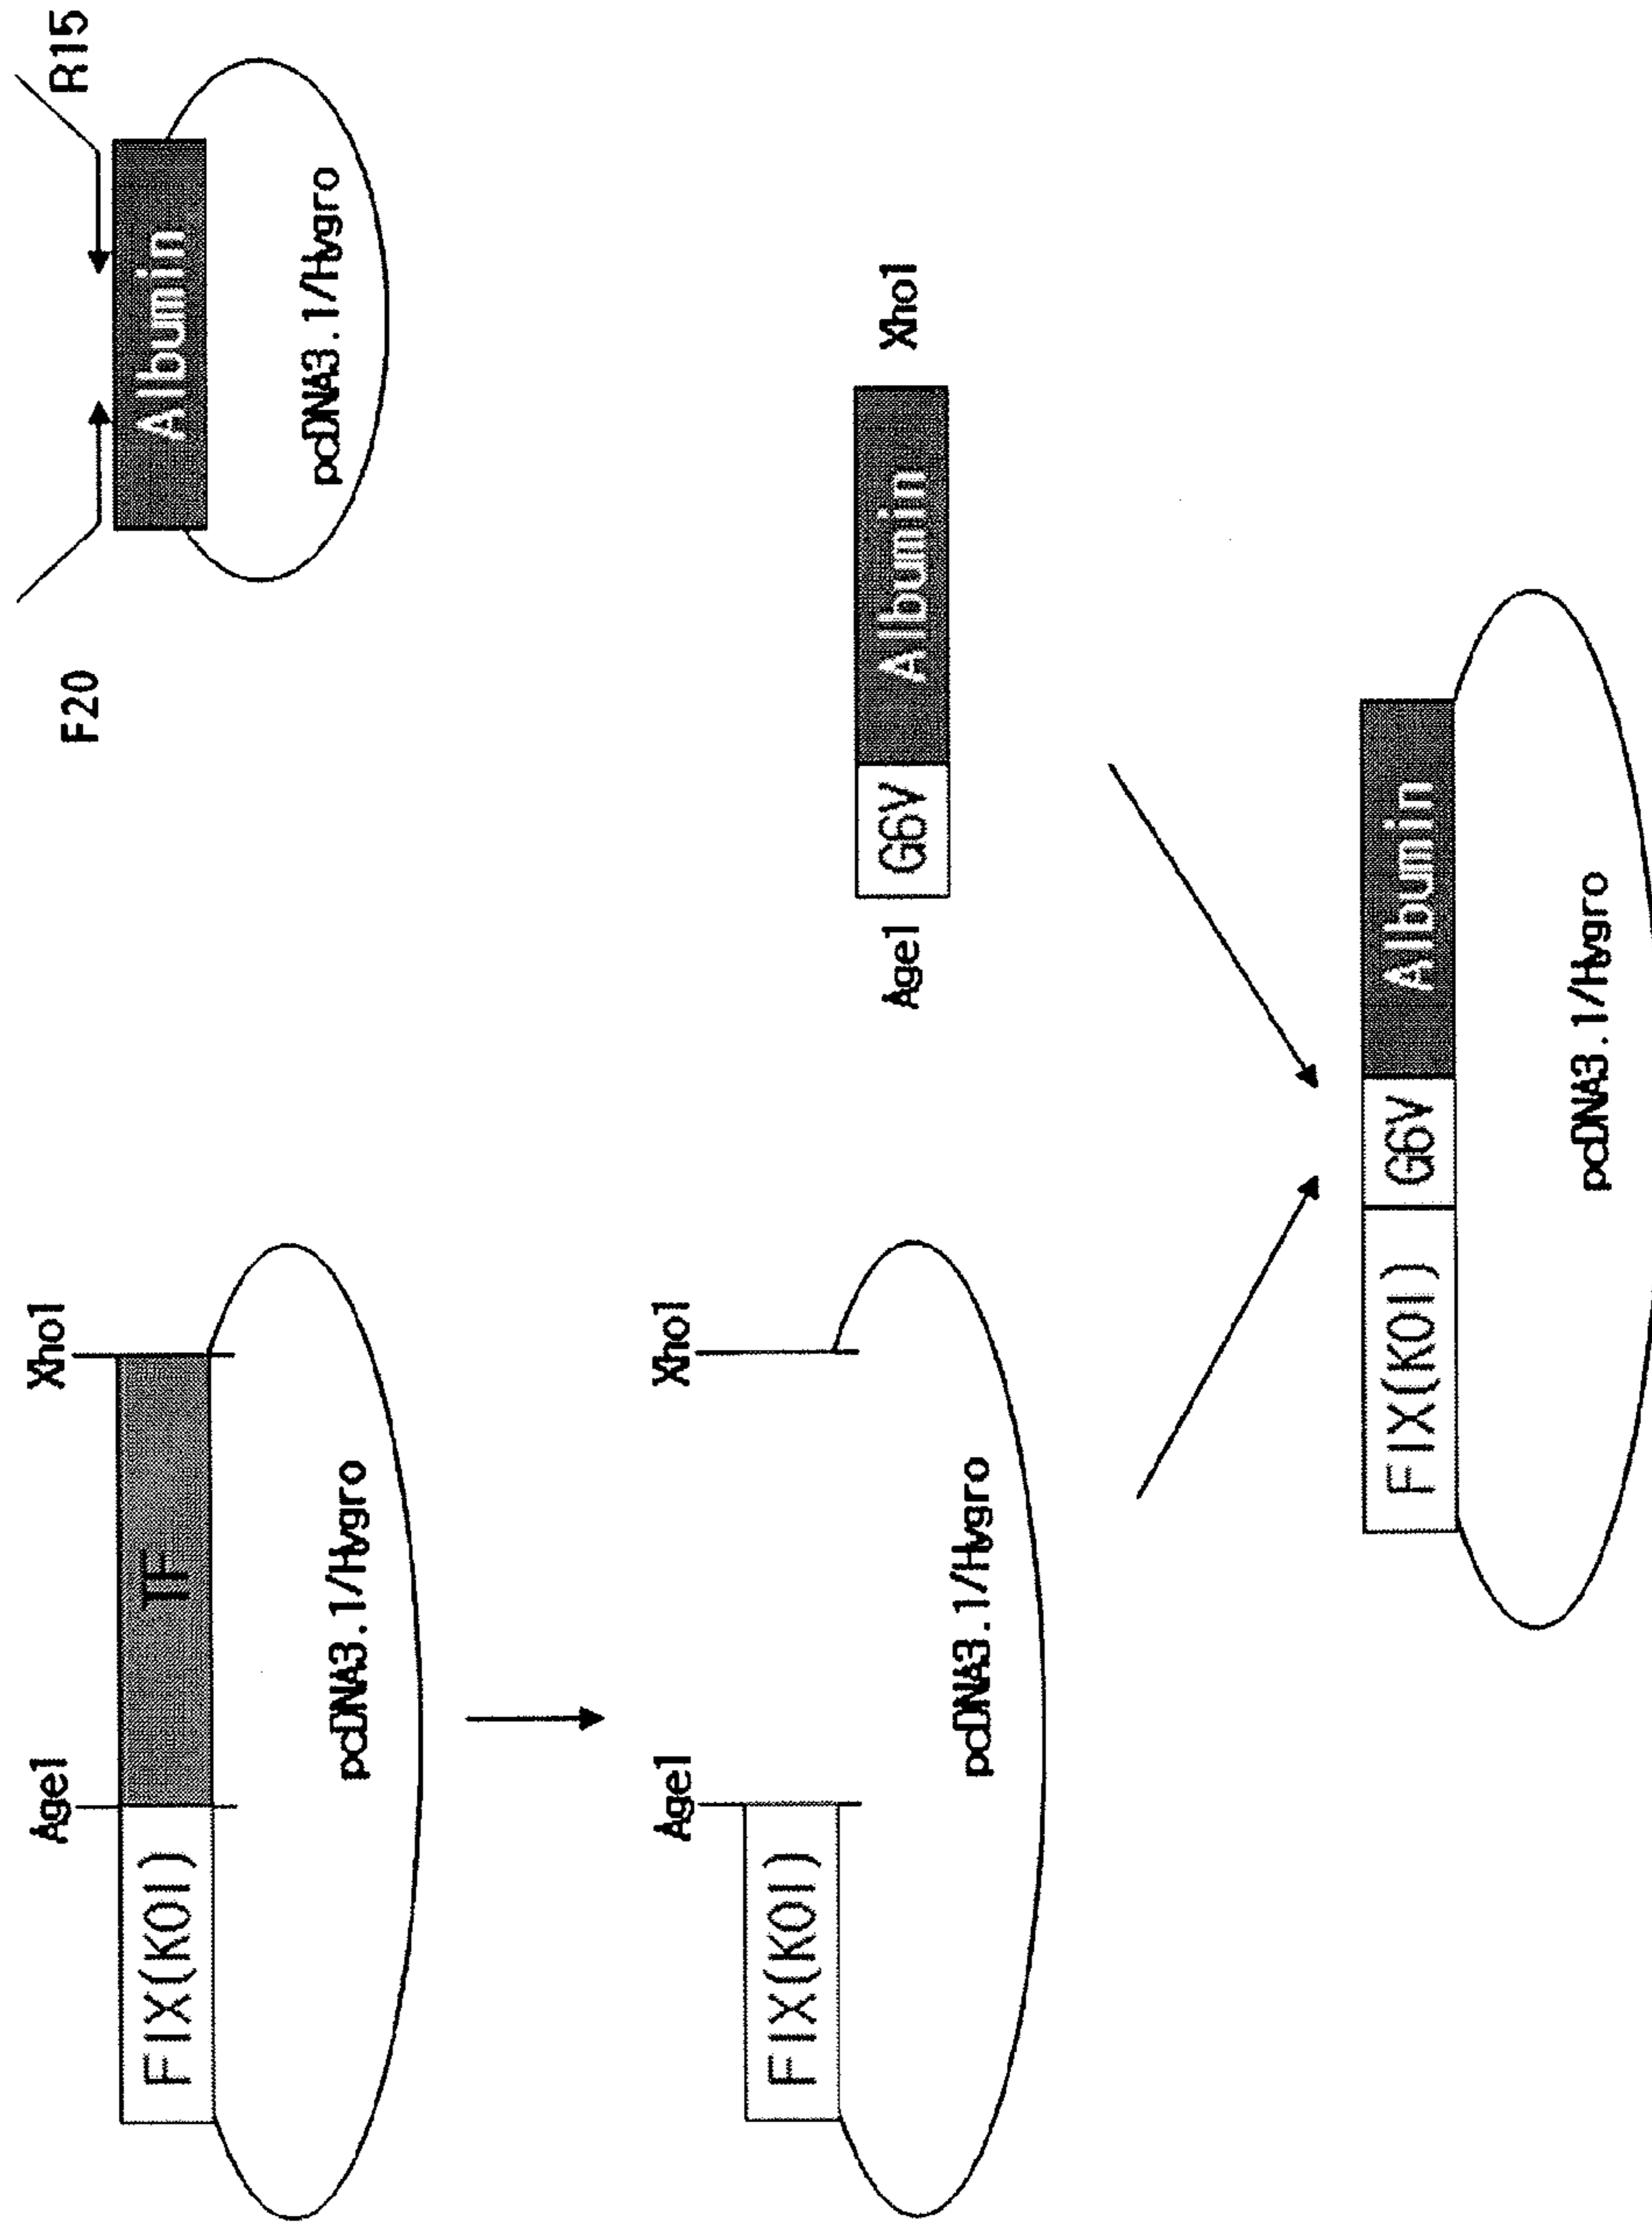 AgeI
XhoI
FIX(KOI)
TF
pcDNA3.1/Hygro
F20
R15
Albumin
pcDNA3.1/Hygro
AgeI
XhoI
FIX(KOI)
pcDNA3.1/Hygro
AgeI
G6V
Albumin
XhoI
FIX(KOI)
G6V
Albumin
pcDNA3.1/Hygro